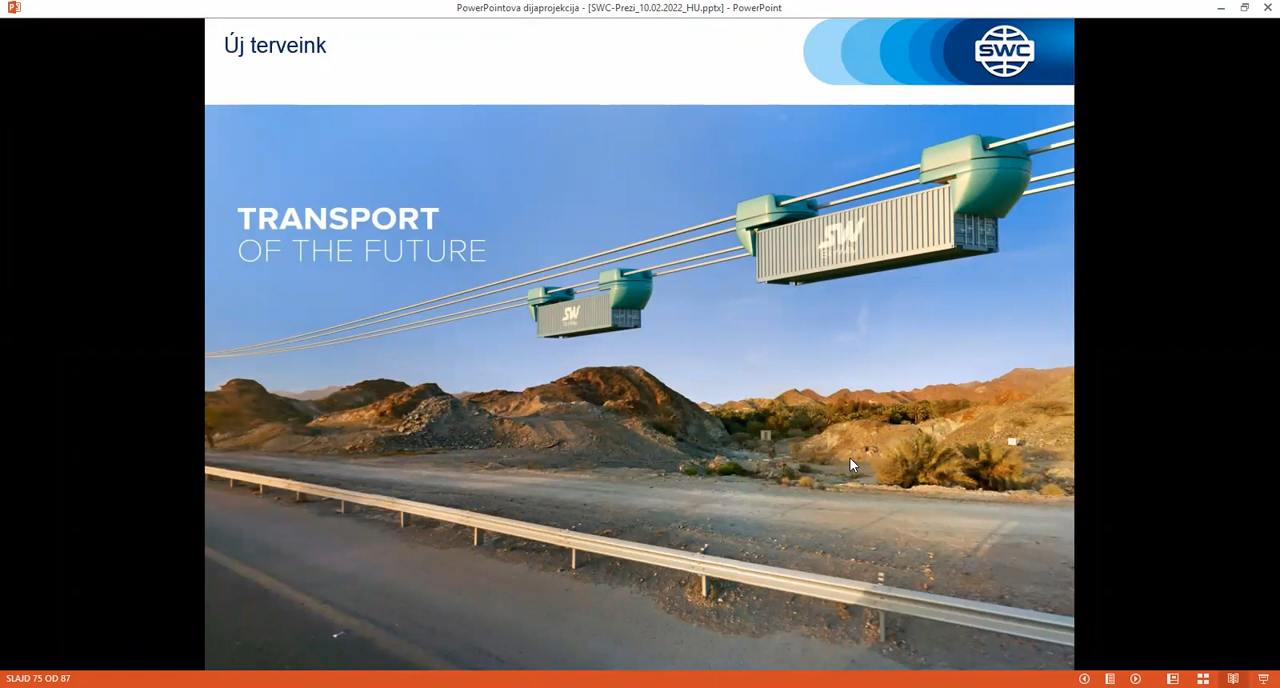 PowerPointova dijaprojekcija - [SWC-Prezi_10.02.2022_HU.pptx] - PowerPoint
Új terveink
SWC
TRANSPORT
OF THE FUTURE
SW
SW
SLAJD 75 OD 87